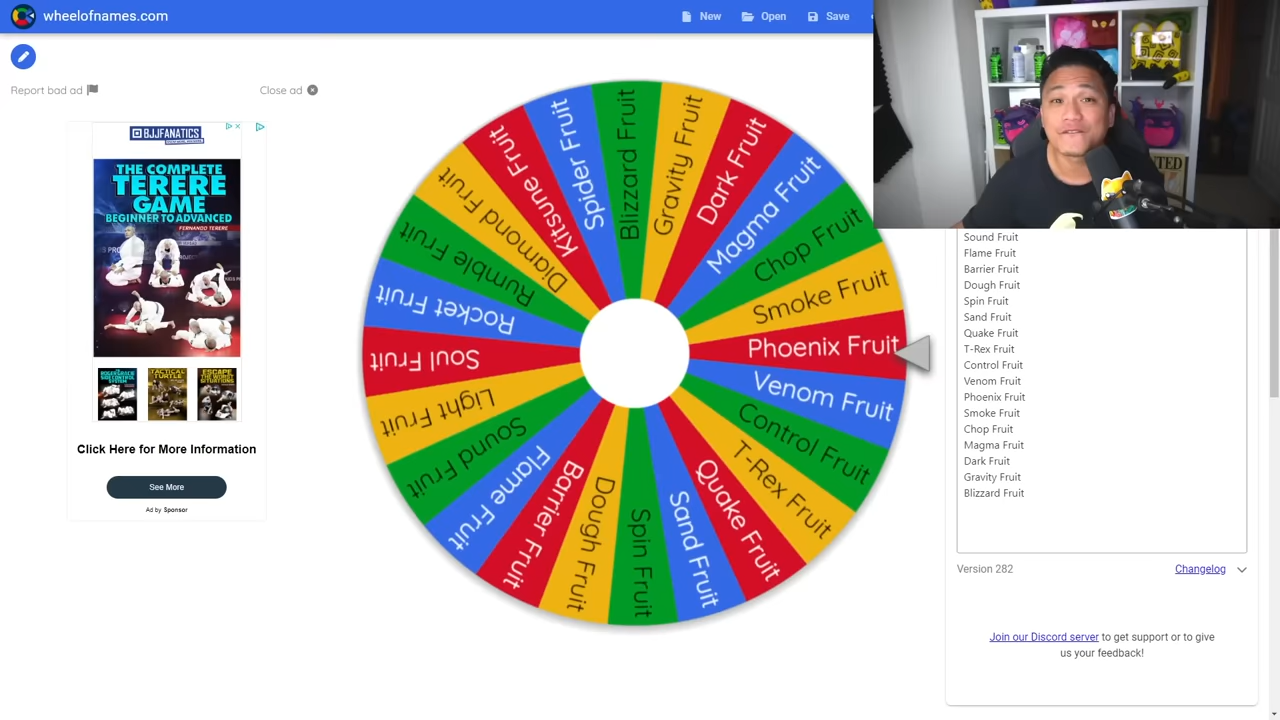 wheelofnames.com
New
Open
Save
Report bad ad
Close ad
BJJFANATICS
THE COMPLETE
TERERE
GAME
BEGINNER TO ADVANCED
FERNANDO TERERE
TACTICAL
TURTLE
ESCAPE
THE WORST
SITUATIONS
Click Here for More Information
See More
Ad by Sponsor
Blizzard Fruit
Gravity Fruit
Dark Fruit
Magma Fruit
Chop Fruit
Smoke Fruit
Phoenix Fruit
Venom Fruit
Control Fruit
T-Rex Fruit
Quake Fruit
Sand Fruit
Spin Fruit
Dough Fruit
Barrier Fruit
Flame Fruit
Sound Fruit
Light Fruit
Soul Fruit
Rocket Fruit
Rumble Fruit
Diamond Fruit
Kitsune Fruit
Spider Fruit
Sound Fruit
Flame Fruit
Barrier Fruit
Dough Fruit
Spin Fruit
Sand Fruit
Quake Fruit
T-Rex Fruit
Control Fruit
Venom Fruit
Phoenix Fruit
Smoke Fruit
Chop Fruit
Magma Fruit
Dark Fruit
Gravity Fruit
Blizzard Fruit
Version 282
Changelog
Join our Discord server to get support or to give
us your feedback!